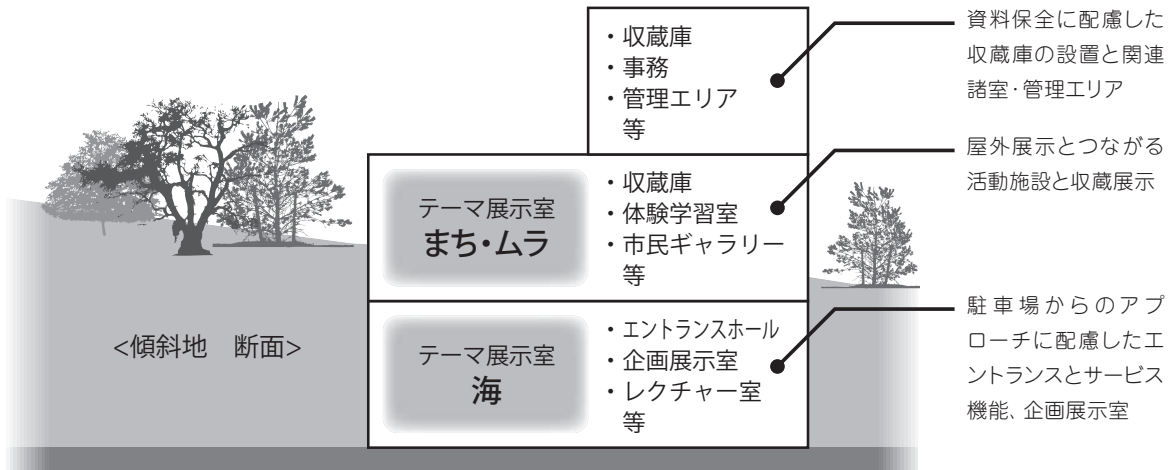 ・収蔵庫
・事務
・管理エリア
等
資料保全に配慮した
収蔵庫の設置と関連
諸室・管理エリア
テーマ展示室
まち・ムラ
・収蔵庫
・体験学習室
・市民ギャラリー
等
屋外展示とつながる
活動施設と収蔵展示
<傾斜地　断面>
テーマ展示室
海
・エントランスホール
・企画展示室
・レクチャー室
等
駐車場からのアプ
ローチに配慮したエ
ントランスとサービス
機能、企画展示室